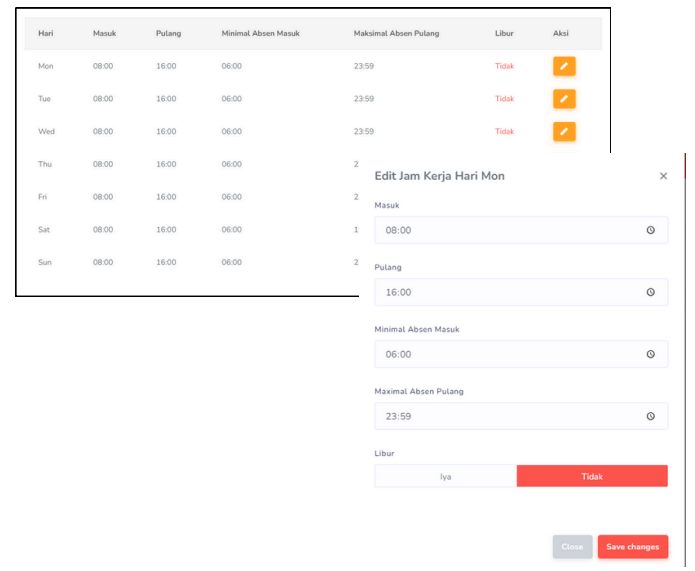 Hari Masuk Pulang Minimal Absen Masuk Maksimal Absen Pulang Libur Aksi
Mon 08:00 16:00 06:00 23:59 Tidak
Tue 08:00 16:00 06:00 23:59 Tidak
Wed 08:00 16:00 06:00 23:59 Tidak
Thu 08:00 16:00 06:00 2
Fri 08:00 16:00 06:00 2
Sat 08:00 16:00 06:00 1
Sun 08:00 16:00 06:00 2
Edit Jam Kerja Hari Mon ×
Masuk
08:00
Pulang
16:00
Minimal Absen Masuk
06:00
Maximal Absen Pulang
23:59
Libur
Iya Tidak
Close Save changes